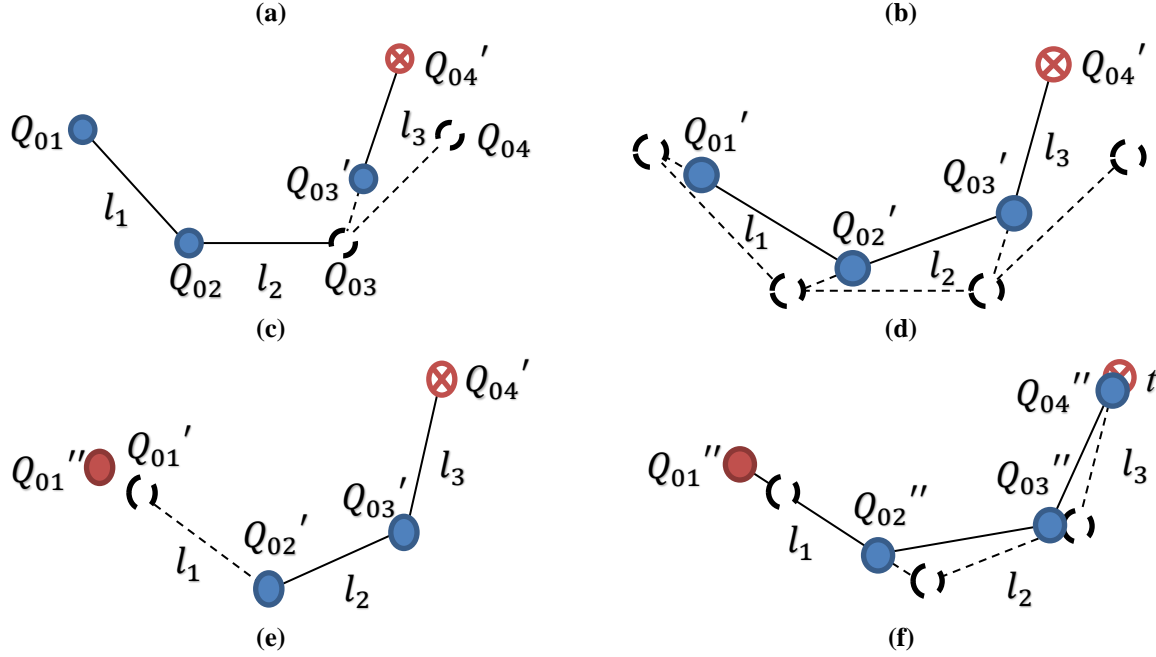 (a) (b)
Q₀₄′ Q₀₄′
Q₀₁ l₃ Q₀₄ Q₀₁′
Q₀₃′ Q₀₃′ l₃
l₁ Q₀₂′
l₁
Q₀₂ l₂ Q₀₃ l₂
(c) (d)
Q₀₄′ Q₀₄″ t
Q₀₁″ Q₀₁′ l₃ Q₀₁″ Q₀₃″ l₃
Q₀₃′ Q₀₂″
Q₀₂′ l₁
l₁ l₂ l₂
(e) (f)